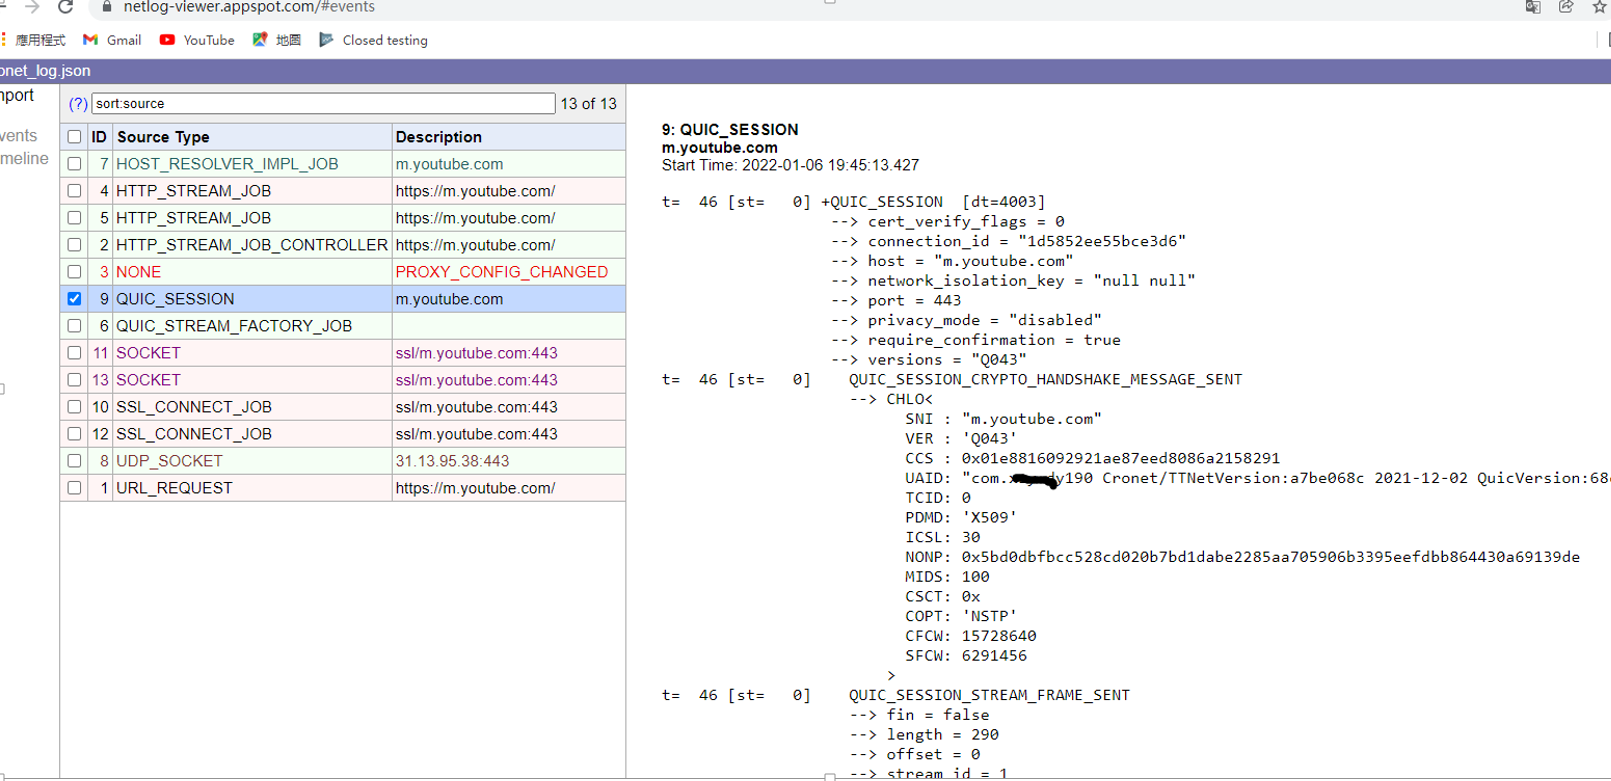 netlog-viewer.appspot.com/#events
應用程式 Gmail YouTube 地圖 Closed testing
onet_log.json
mport
vents
meline
(?) sort:source 13 of 13
ID Source Type Description
7 HOST_RESOLVER_IMPL_JOB m.youtube.com
4 HTTP_STREAM_JOB https://m.youtube.com/
5 HTTP_STREAM_JOB https://m.youtube.com/
2 HTTP_STREAM_JOB_CONTROLLER https://m.youtube.com/
3 NONE PROXY_CONFIG_CHANGED
9 QUIC_SESSION m.youtube.com
6 QUIC_STREAM_FACTORY_JOB
11 SOCKET ssl/m.youtube.com:443
13 SOCKET ssl/m.youtube.com:443
10 SSL_CONNECT_JOB ssl/m.youtube.com:443
12 SSL_CONNECT_JOB ssl/m.youtube.com:443
8 UDP_SOCKET 31.13.95.38:443
1 URL_REQUEST https://m.youtube.com/
9: QUIC_SESSION
m.youtube.com
Start Time: 2022-01-06 19:45:13.427
t=  46 [st=   0] +QUIC_SESSION  [dt=4003]
--> cert_verify_flags = 0
--> connection_id = "1d5852ee55bce3d6"
--> host = "m.youtube.com"
--> network_isolation_key = "null null"
--> port = 443
--> privacy_mode = "disabled"
--> require_confirmation = true
--> versions = "Q043"
t=  46 [st=   0]    QUIC_SESSION_CRYPTO_HANDSHAKE_MESSAGE_SENT
--> CHLO<
SNI : "m.youtube.com"
VER : 'Q043'
CCS : 0x01e8816092921ae87eed8086a2158291
UAID: "com. y190 Cronet/TTNetVersion:a7be068c 2021-12-02 QuicVersion:68
TCID: 0
PDMD: 'X509'
ICSL: 30
NONP: 0x5bd0dbfbcc528cd020b7bd1dabe2285aa705906b3395eefdbb864430a69139de
MIDS: 100
CSCT: 0x
COPT: 'NSTP'
CFCW: 15728640
SFCW: 6291456
>
t=  46 [st=   0]    QUIC_SESSION_STREAM_FRAME_SENT
--> fin = false
--> length = 290
--> offset = 0
--> stream_id = 1